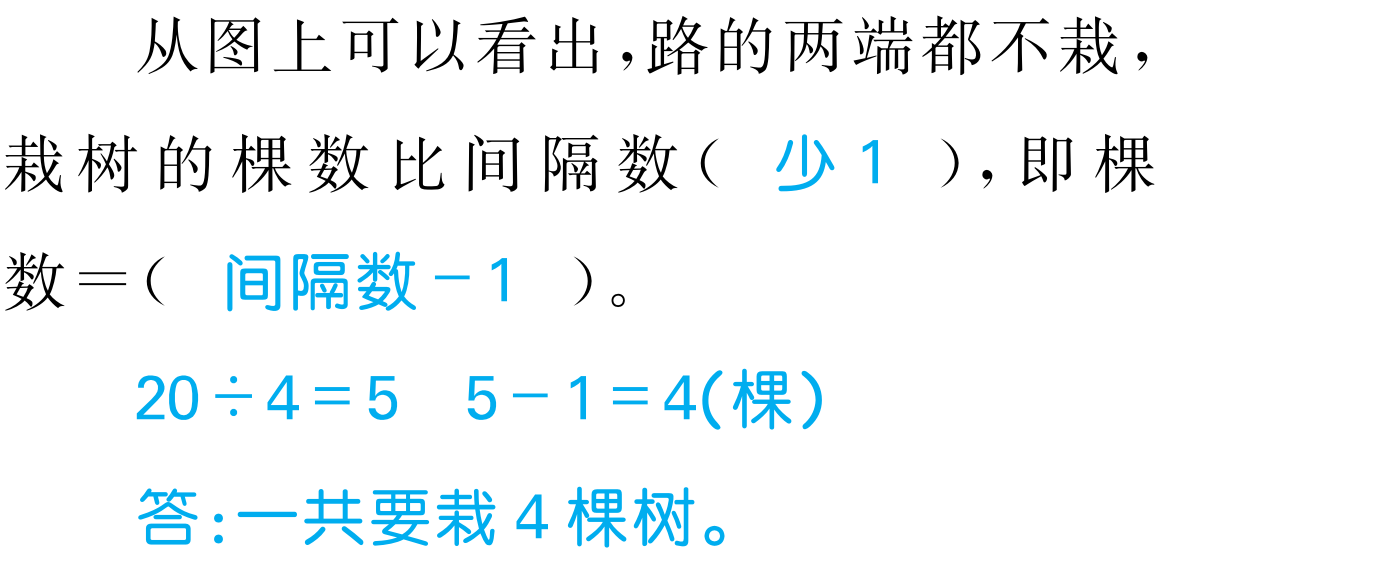 从图上可以看出,路的两端都不栽,
栽树的棵数比间隔数( 少1 ),即棵
数=( 间隔数-1 )。
20÷4=5 5-1=4(棵)
答:一共要栽4棵树。